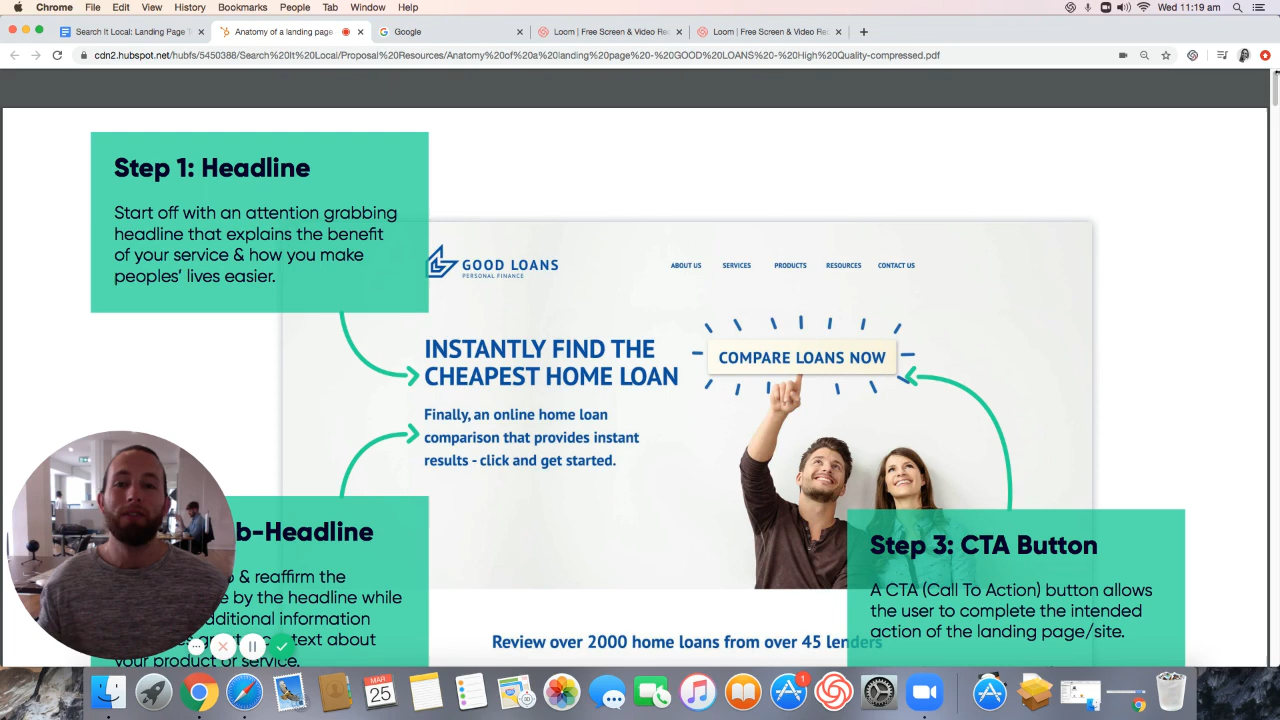 Chrome File Edit View History Bookmarks People Tab Window Help Wed 11:19 am
Search It Local: Landing Page Anatomy of a landing page Google Loom | Free Screen & Video Loom | Free Screen & Video
cdn2.hubspot.net/hubfs/5450388/Search%20It%20Local/Proposal%20Resources/Anatomy%20of%20a%20landing%20page%20-%20GOOD%20LOANS%20-%20High%20Quality-compressed.pdf
Step 1: Headline
Start off with an attention grabbing
headline that explains the benefit
of your service & how you make
peoples' lives easier.
GOOD LOANS
PERSONAL FINANCE
ABOUT US SERVICES PRODUCTS RESOURCES CONTACT US
INSTANTLY FIND THE
CHEAPEST HOME LOAN
COMPARE LOANS NOW
Finally, an online home loan
comparison that provides instant
results - click and get started.
b-Headline
& reaffirm the
by the headline while
additional information
text about
your product or service.
Step 3: CTA Button
A CTA (Call To Action) button allows
the user to complete the intended
action of the landing page/site.
Review over 2000 home loans from over 45 lenders
MAR
25
1